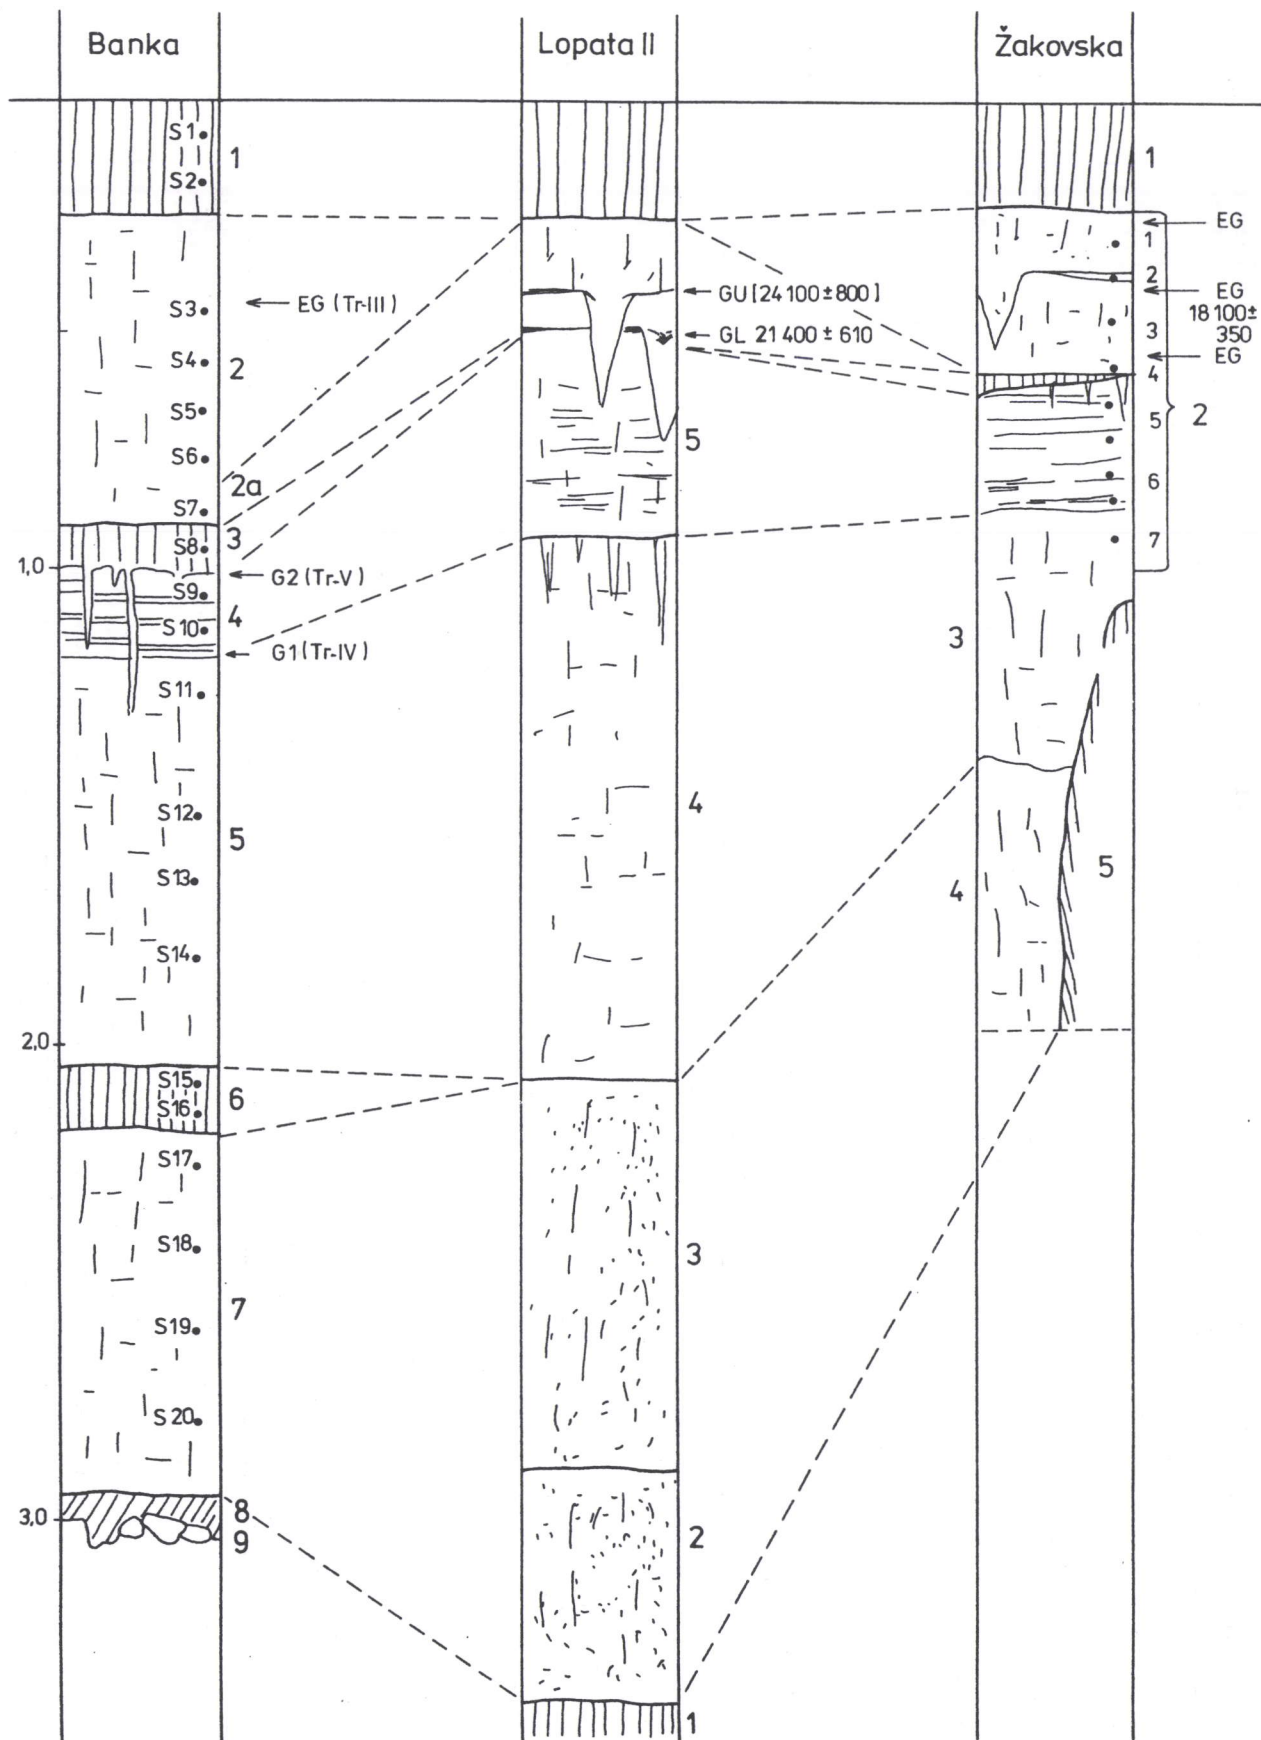 Banka
Lopata II
Žakovska
S1
1
S2
S3
EG (Tr-III)
S4
2
S5
S6
2a
S7
3
S8
1,0
G2 (Tr-V)
S9
4
S10
G1 (Tr-IV)
S11
S12
5
S13
S14
2,0
S15
6
S16
S17
S18
7
S19
S20
3,0
8
9
GU [24 100 ± 800]
GL 21 400 ± 610
5
4
3
2
1
1
EG
1
2
EG
18 100 ±
350
3
EG
4
5
2
6
7
3
4
5